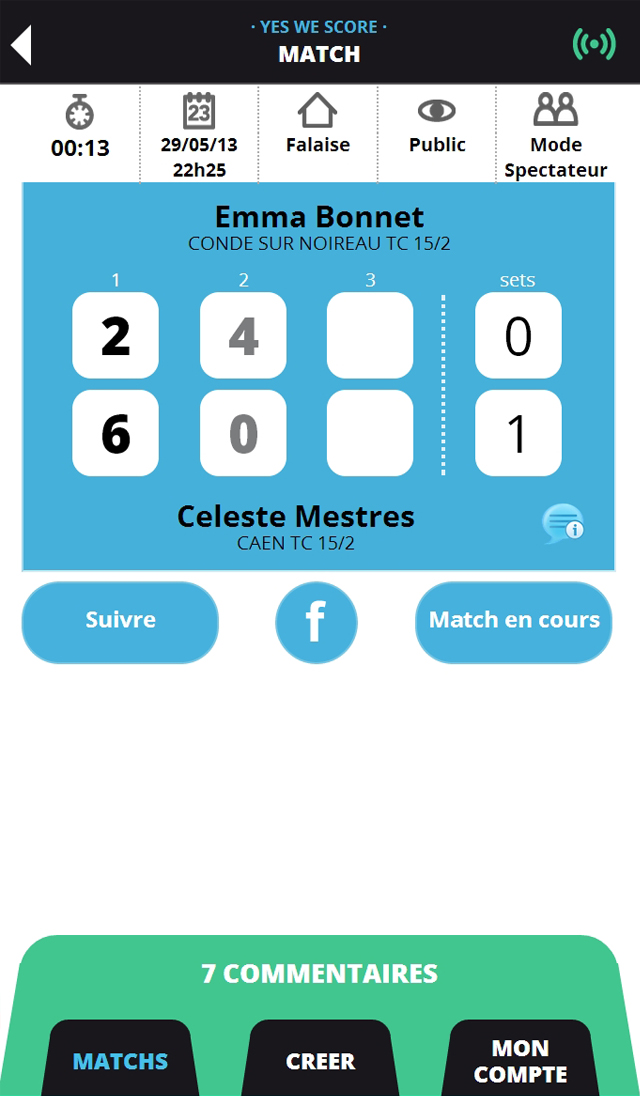 · YES WE SCORE ·
MATCH
00:13
23
29/05/13
22h25
Falaise
Public
Mode
Spectateur
Emma Bonnet
CONDE SUR NOIREAU TC 15/2
1 2 3 sets
2 4 0
6 0 1
Celeste Mestres
CAEN TC 15/2
i
Suivre
f
Match en cours
7 COMMENTAIRES
MATCHS
CREER
MON
COMPTE